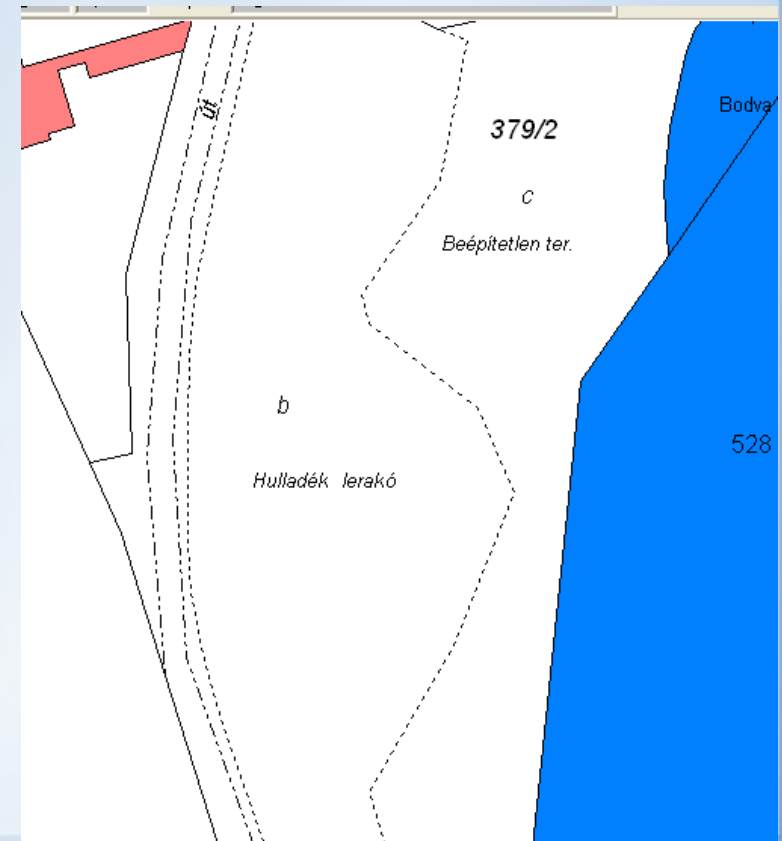 Bodva
út
379/2
c
Beépítetlen ter.
b
528
Hulladék lerakó